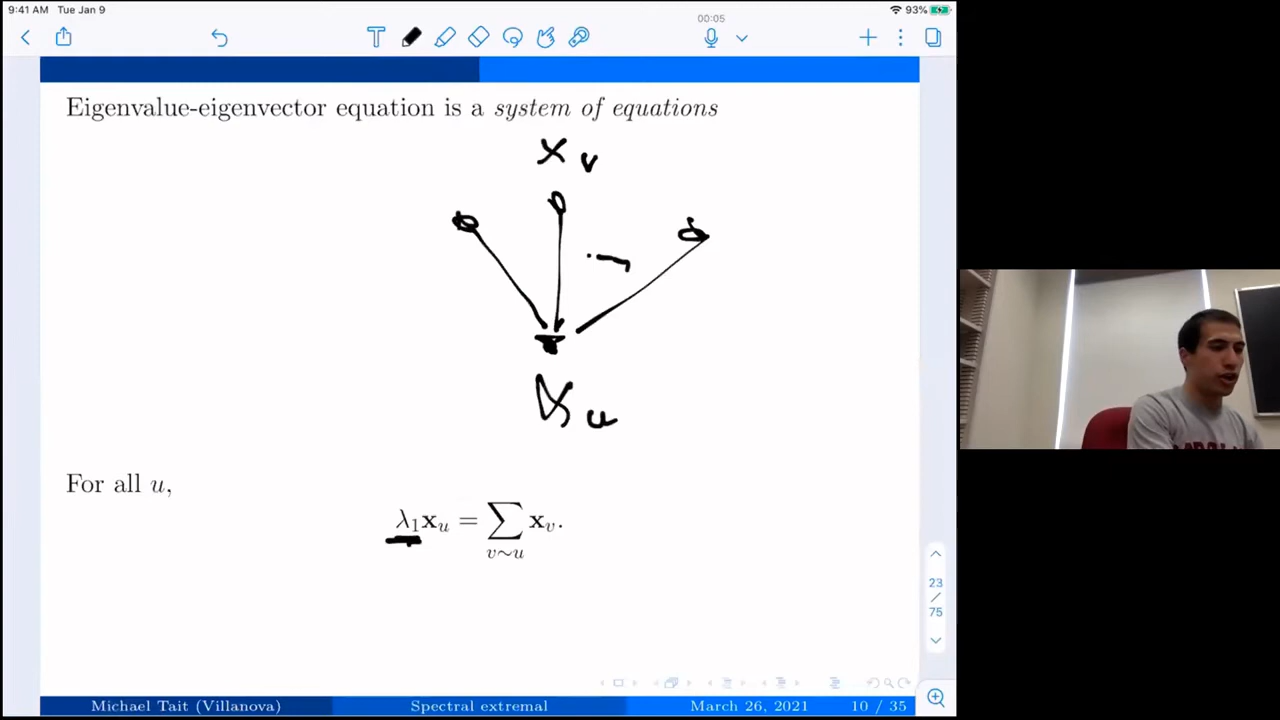 9:41 AM Tue Jan 9
93%
00:05
Eigenvalue-eigenvector equation is a system of equations
x v
x u
For all u,
λ₁xᵤ = ∑ xᵥ.
v∼u
23
/
75
Michael Tait (Villanova) Spectral extremal March 26, 2021 10 / 35